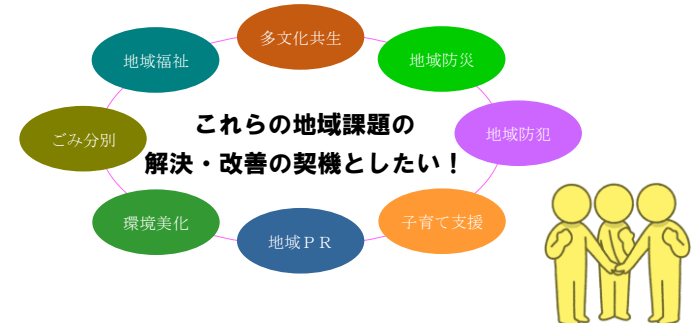 多文化共生
地域福祉
地域防災
ごみ分別
これらの地域課題の
解決・改善の契機としたい！
地域防犯
環境美化
地域ＰＲ
子育て支援